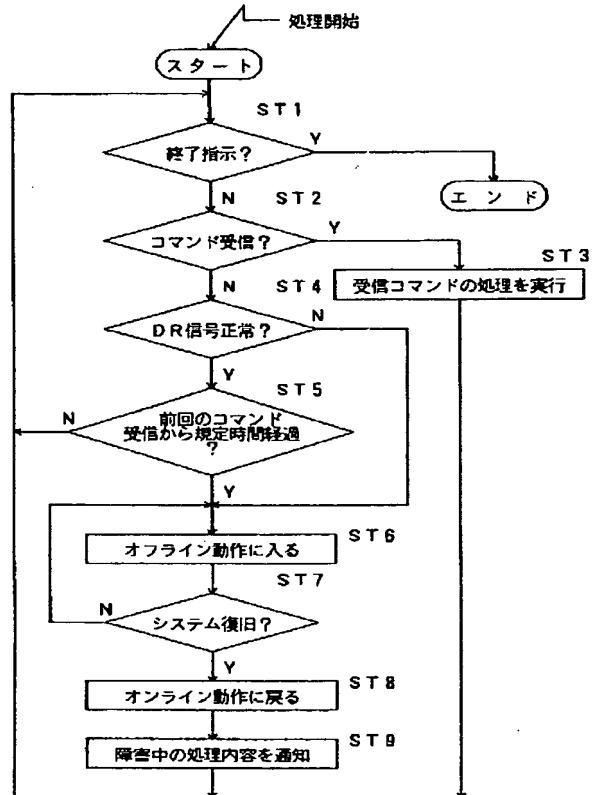 処理開始
スタート
ST1
終了指示?
Y
エンド
N
ST2
コマンド受信?
Y
ST3
受信コマンドの処理を実行
N
ST4
DR信号正常?
N
Y
ST5
前回のコマンド
受信から規定時間経過
?
N
Y
ST6
オフライン動作に入る
ST7
システム復旧?
N
Y
ST8
オンライン動作に戻る
ST9
障害中の処理内容を通知